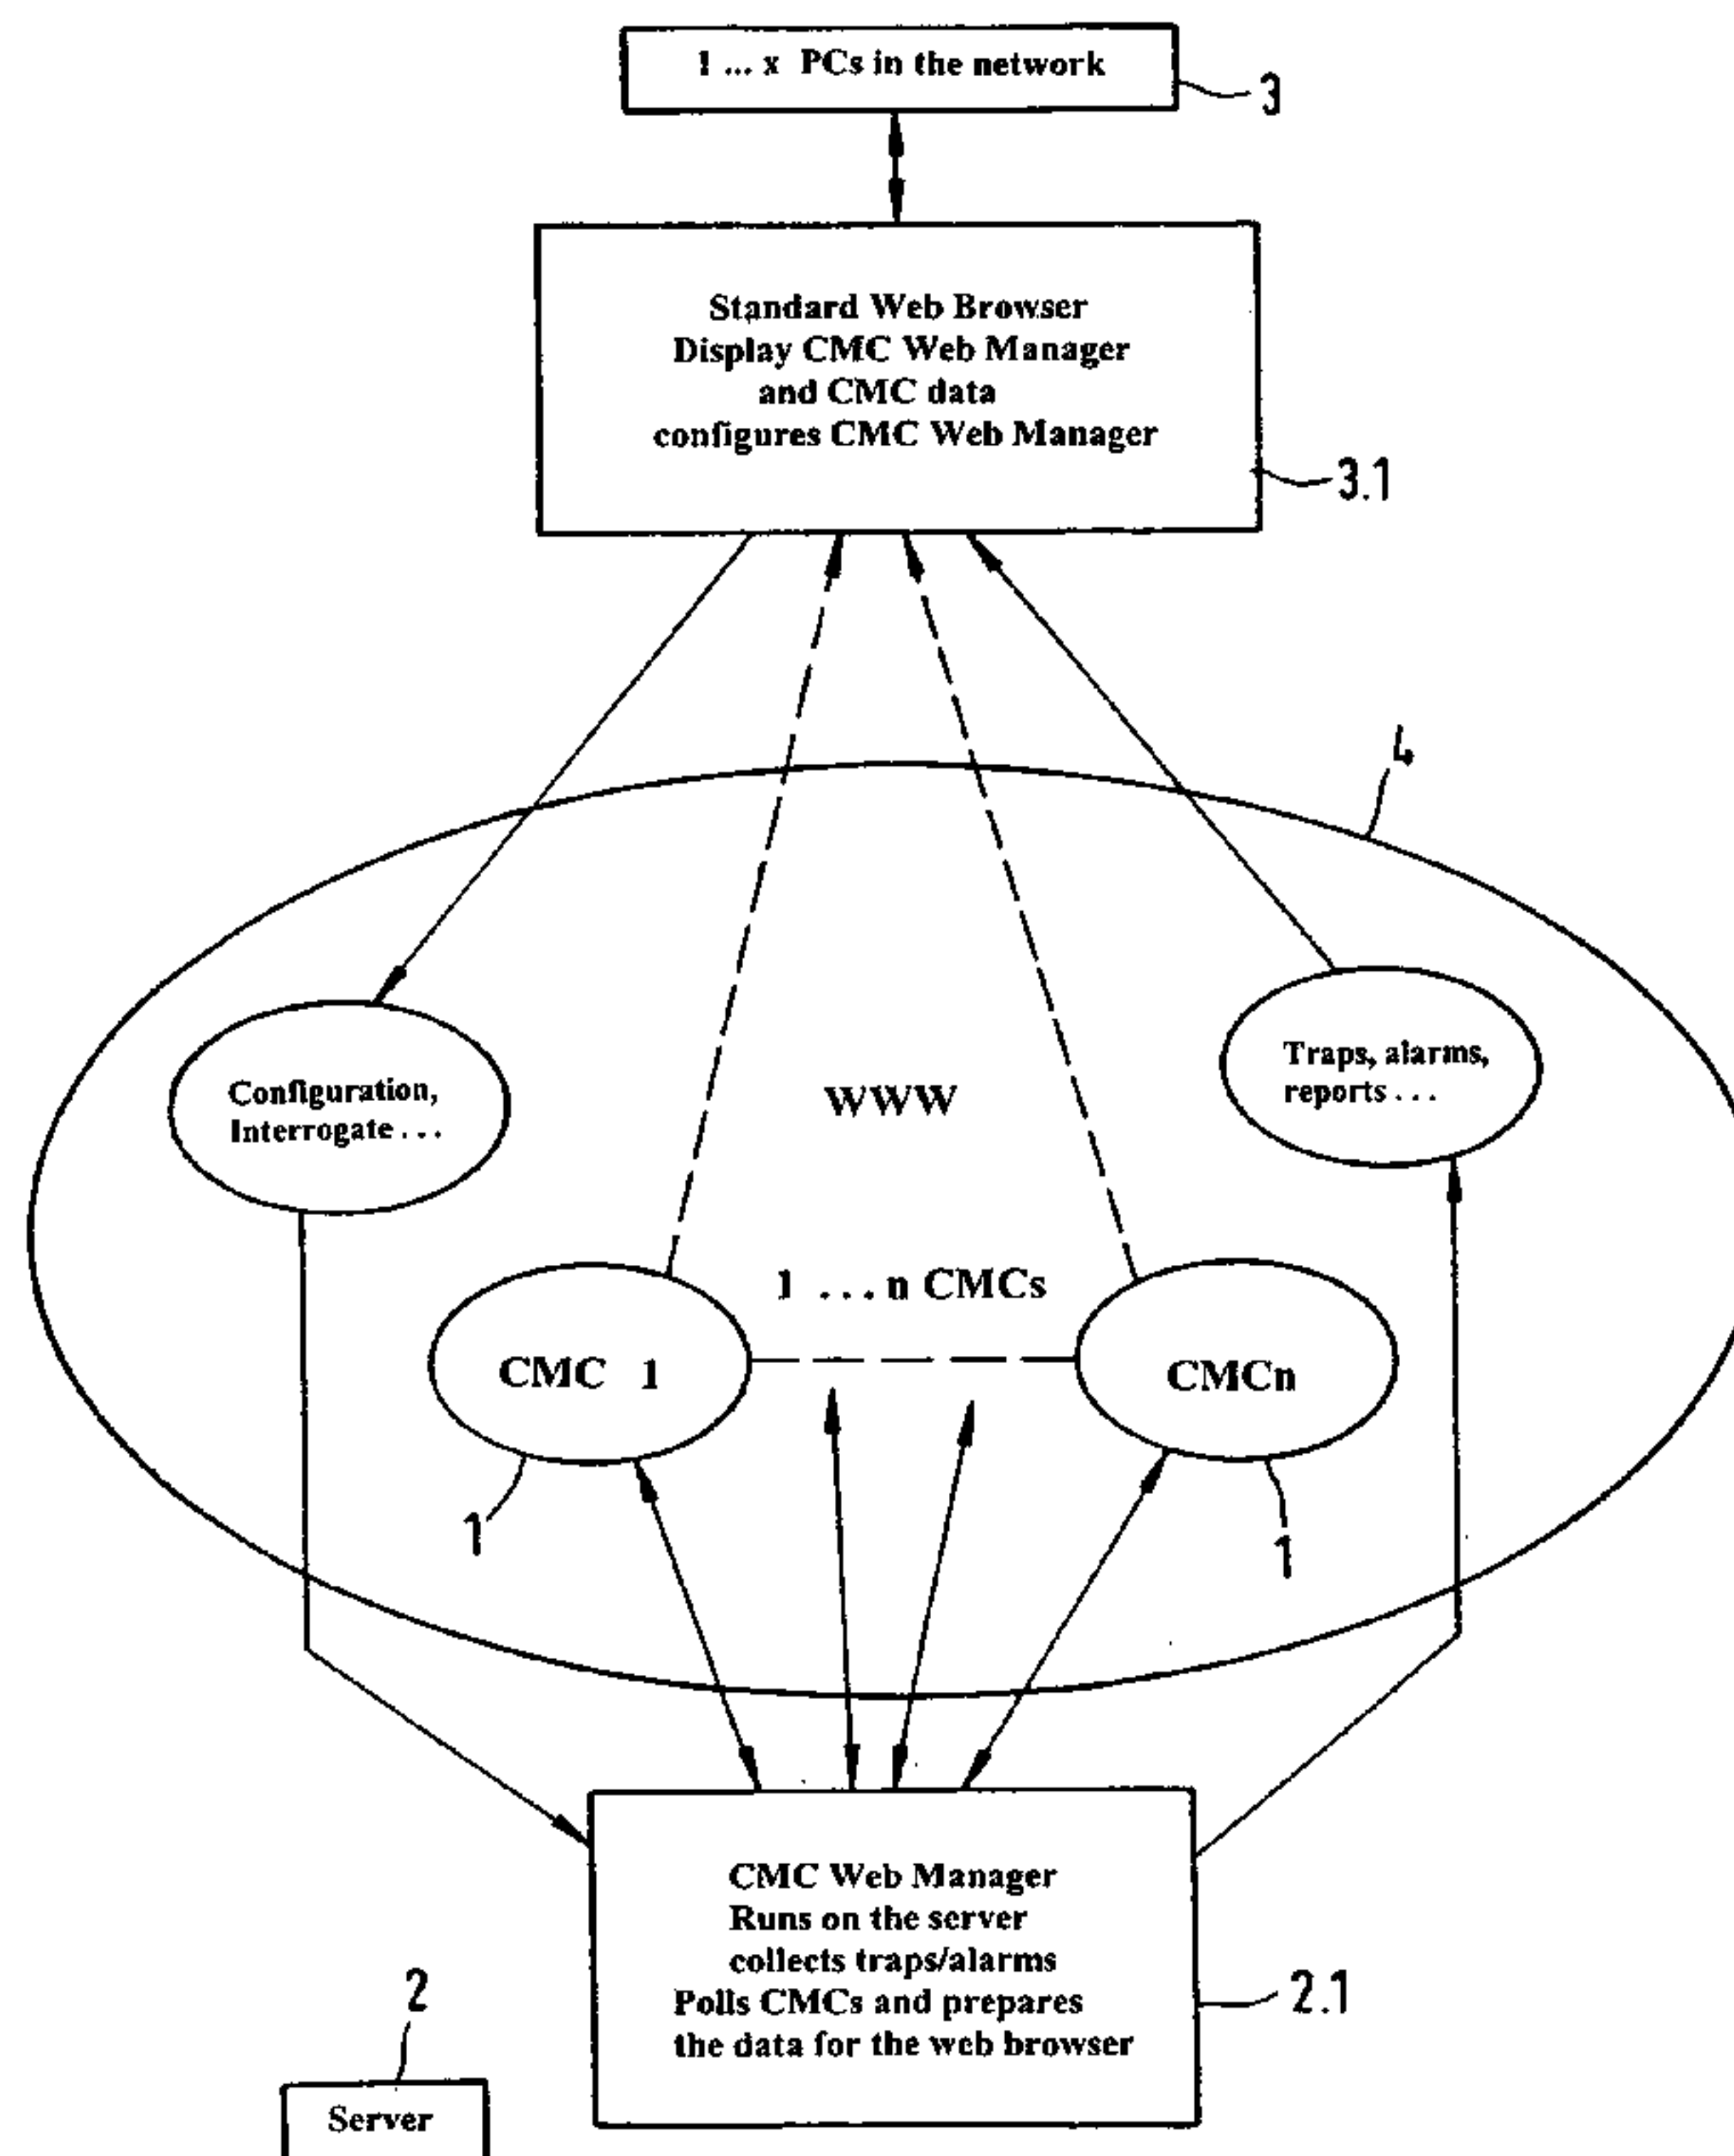 1 ... x PCs in the network
3
Standard Web Browser
Display CMC Web Manager
and CMC data
configures CMC Web Manager
3.1
4
Configuration,
Interrogate . . .
WWW
Traps, alarms,
reports . . .
1 . . . n CMCs
CMC 1
CMCn
1
1
CMC Web Manager
Runs on the server
collects traps/alarms
Polls CMCs and prepares
the data for the web browser
2.1
2
Server